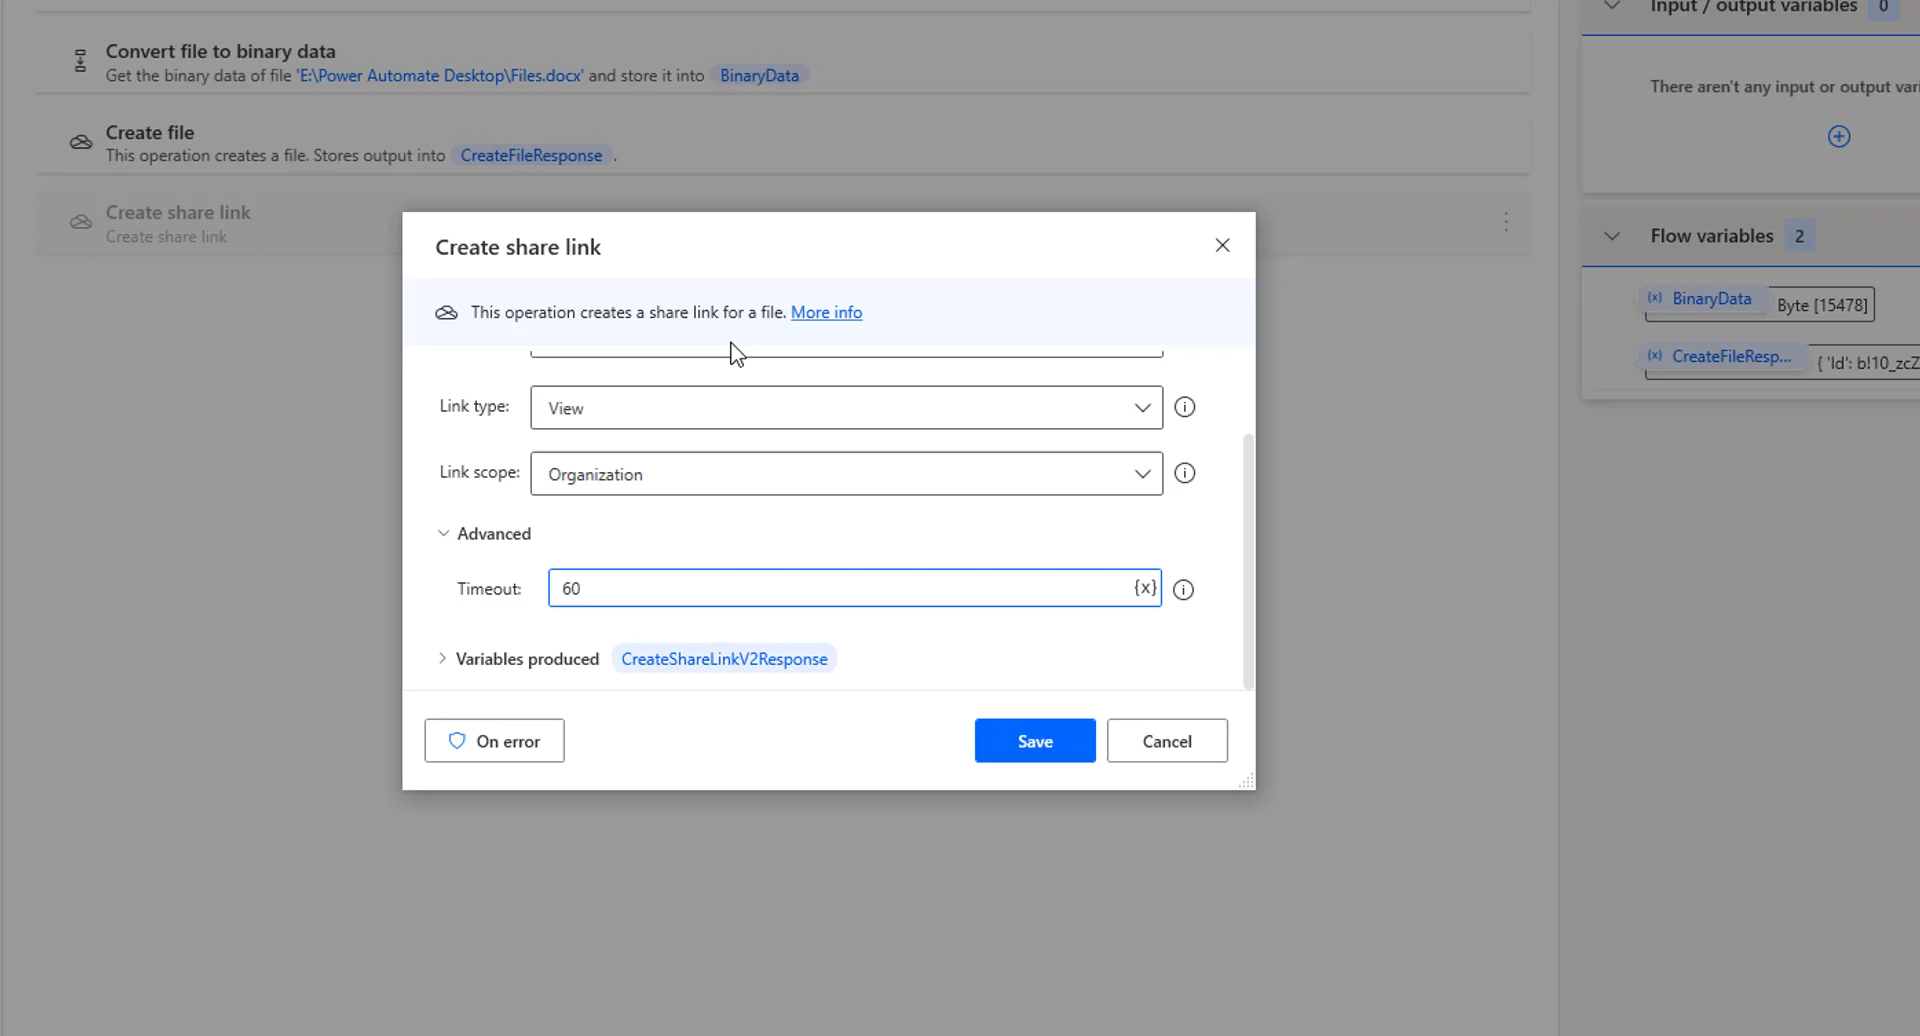 Convert file to binary data
Get the binary data of file 'E:\Power Automate Desktop\Files.docx' and store it into BinaryData
Create file
This operation creates a file. Stores output into CreateFileResponse .
Create share link
Create share link
Create share link
This operation creates a share link for a file. More info
Link type: View
Link scope: Organization
Advanced
Timeout: 60 {x}
Variables produced CreateShareLinkV2Response
On error
Save
Cancel
Input / output variables 0
There aren't any input or output vari
Flow variables 2
(x) BinaryData Byte [15478]
(x) CreateFileResp... { 'Id': b!10_zcZ